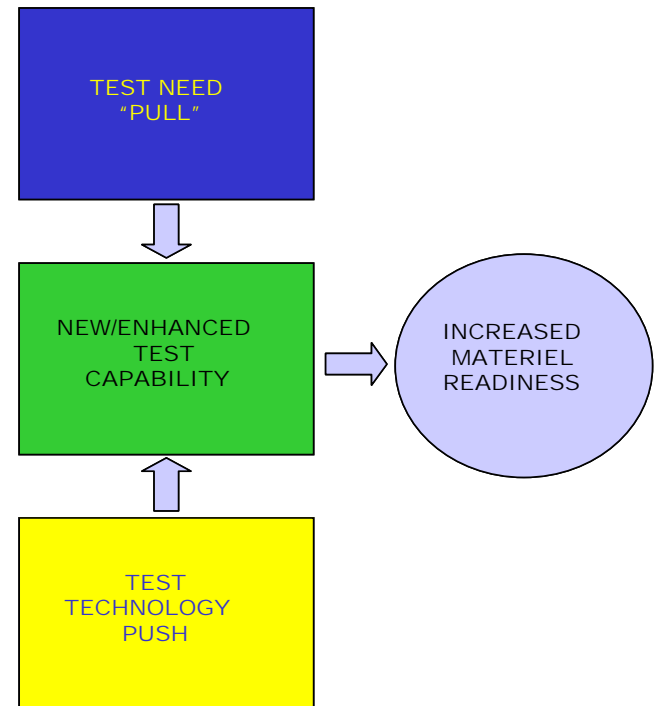 TEST NEED
“PULL”
NEW/ENHANCED
TEST
CAPABILITY
INCREASED
MATERIEL
READINESS
TEST
TECHNOLOGY
PUSH